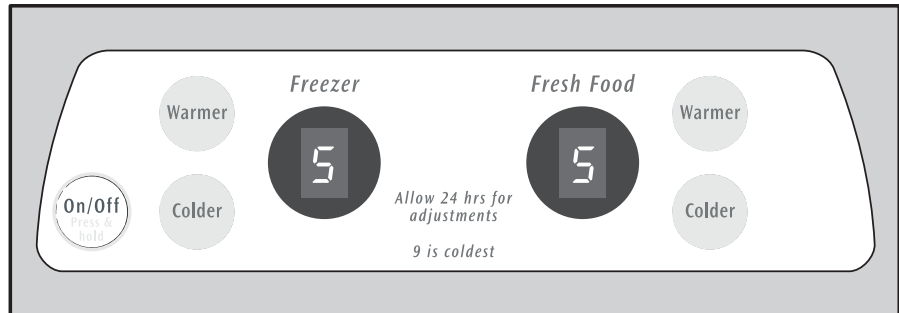 Freezer
Fresh Food
Warmer
5
5
Warmer
On/Off
Press &
hold
Colder
Allow 24 hrs for
adjustments
Colder
9 is coldest